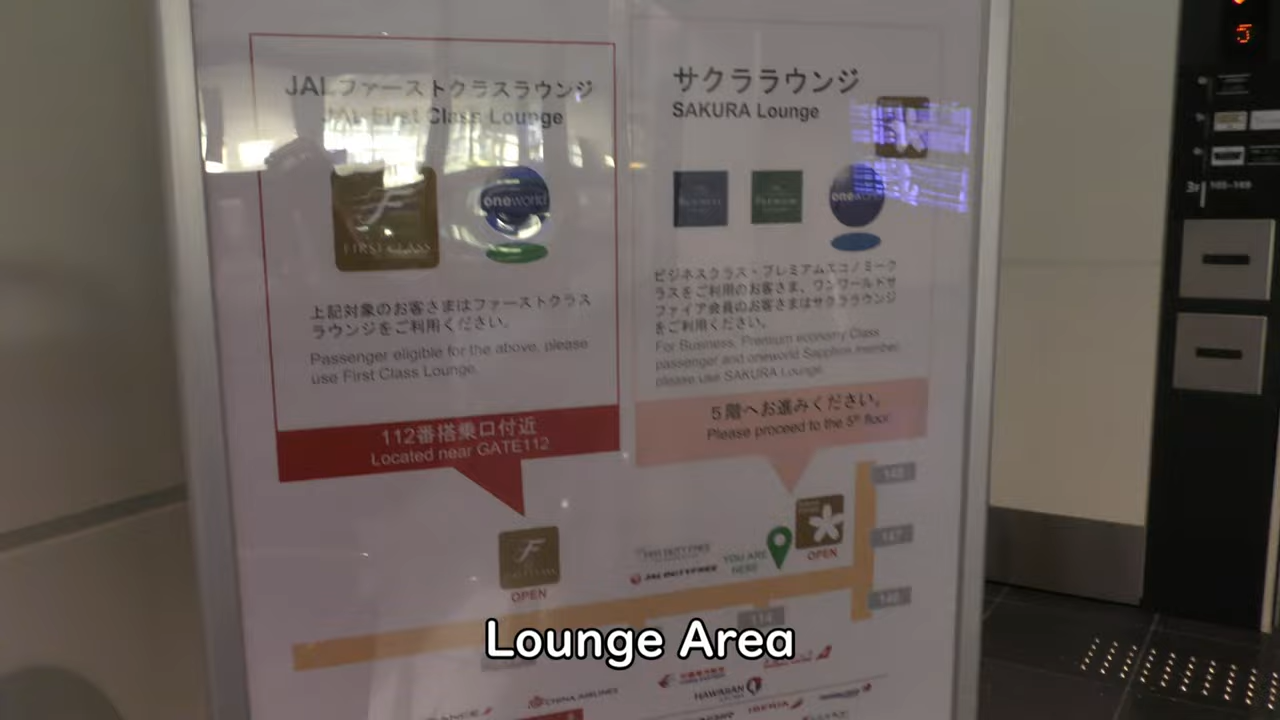 JALファーストクラスラウンジ
JAL First Class Lounge
FIRST CLASS
oneworld
上記対象のお客さまはファーストクラス
ラウンジをご利用ください。
Passenger eligible for the above, please
use First Class Lounge.
112番搭乗口付近
Located near GATE112
サクララウンジ
SAKURA Lounge
BUSINESS
PREMIUM
oneworld
ビジネスクラス・プレミアムエコノミーク
ラスをご利用のお客さま、ワンワールドサ
ファイア会員のお客さまはサクララウンジ
をご利用ください。
For Business, Premium economy Class
passenger and oneworld Sapphire member,
please use SAKURA Lounge.
5階へお進みください。
Please proceed to the 5th floor.
OPEN
JAL DUTYFREE
YOU ARE
HERE
OPEN
114
CHINA AIRLINES
HAWAIIAN
IBERIA
5
Lounge Area